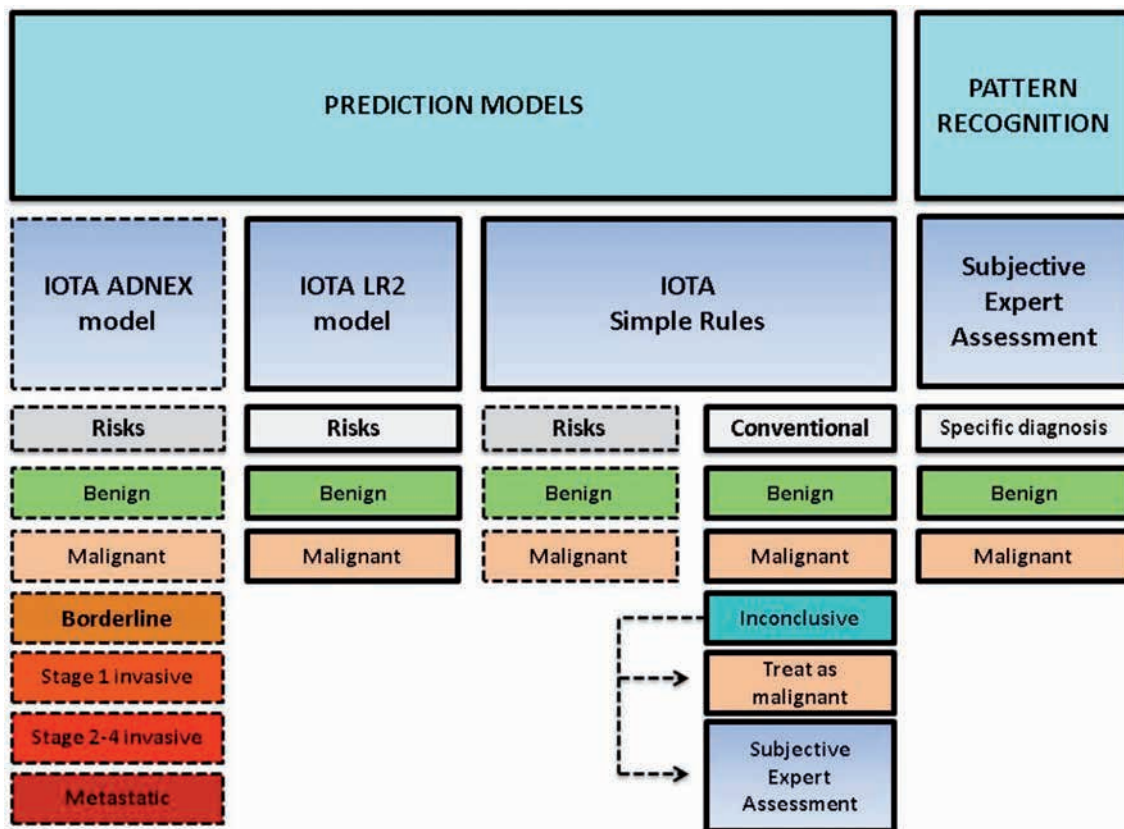 PREDICTION MODELS
PATTERN
RECOGNITION
IOTA ADNEX
model
IOTA LR2
model
IOTA
Simple Rules
Subjective
Expert
Assessment
Risks
Risks
Risks
Conventional
Specific diagnosis
Benign
Benign
Benign
Benign
Benign
Malignant
Malignant
Malignant
Malignant
Malignant
Borderline
Inconclusive
Stage 1 invasive
Treat as
malignant
Stage 2-4 invasive
Subjective
Expert
Assessment
Metastatic